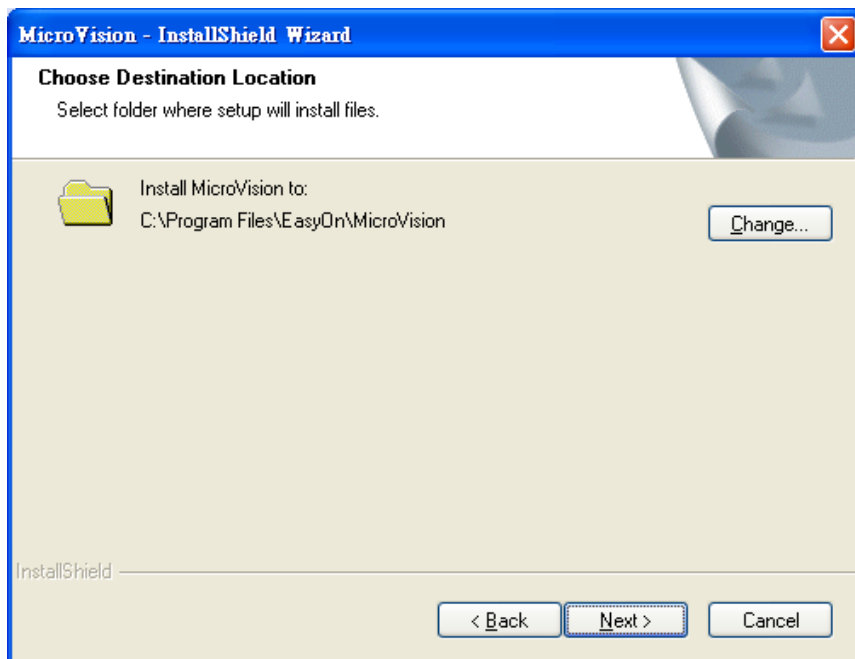 MicroVision - InstallShield Wizard
Choose Destination Location
Select folder where setup will install files.
Install MicroVision to:
C:\Program Files\EasyOn\MicroVision
Change...
InstallShield
< Back
Next >
Cancel